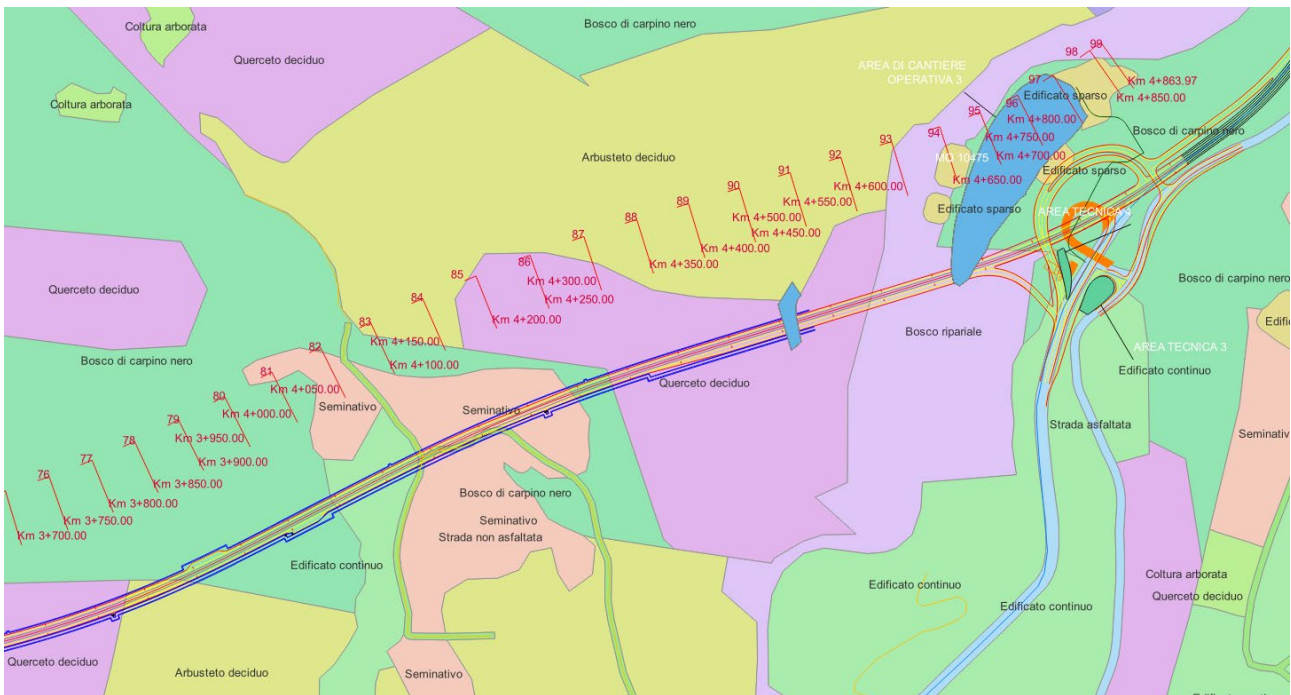 Coltura arborata
Bosco di carpino nero
Querceto deciduo
Coltura arborata
AREA DI CANTIERE
OPERATIVA 3
98
99
97
Km 4+863.97
Km 4+850.00
Edificato sparso
96
95
Km 4+800.00
Km 4+750.00
Km 4+700.00
Bosco di carpino nero
94
93
MO 10475
Km 4+650.00
Edificato sparso
Arbusteto deciduo
92
Km 4+600.00
91
Km 4+550.00
90
Km 4+500.00
Km 4+450.00
89
Km 4+400.00
88
Km 4+350.00
Edificato sparso
AREA TECNICA
87
86
Km 4+300.00
Km 4+250.00
85
Km 4+200.00
84
Km 4+150.00
83
Km 4+100.00
Querceto deciduo
Bosco di carpino nero
Bosco ripariale
AREA TECNICA 3
Edificato continuo
82
81
Km 4+050.00
80
Km 4+000.00
Seminativo
Seminativo
Querceto deciduo
79
Km 3+950.00
Km 3+900.00
78
Km 3+850.00
77
Km 3+800.00
76
Km 3+750.00
Km 3+700.00
Bosco di carpino nero
Strada asfaltata
Bosco di carpino nero
Seminativo
Strada non asfaltata
Edificato continuo
Edificato continuo
Edificato continuo
Coltura arborata
Querceto deciduo
Querceto deciduo
Arbusteto deciduo
Seminativo